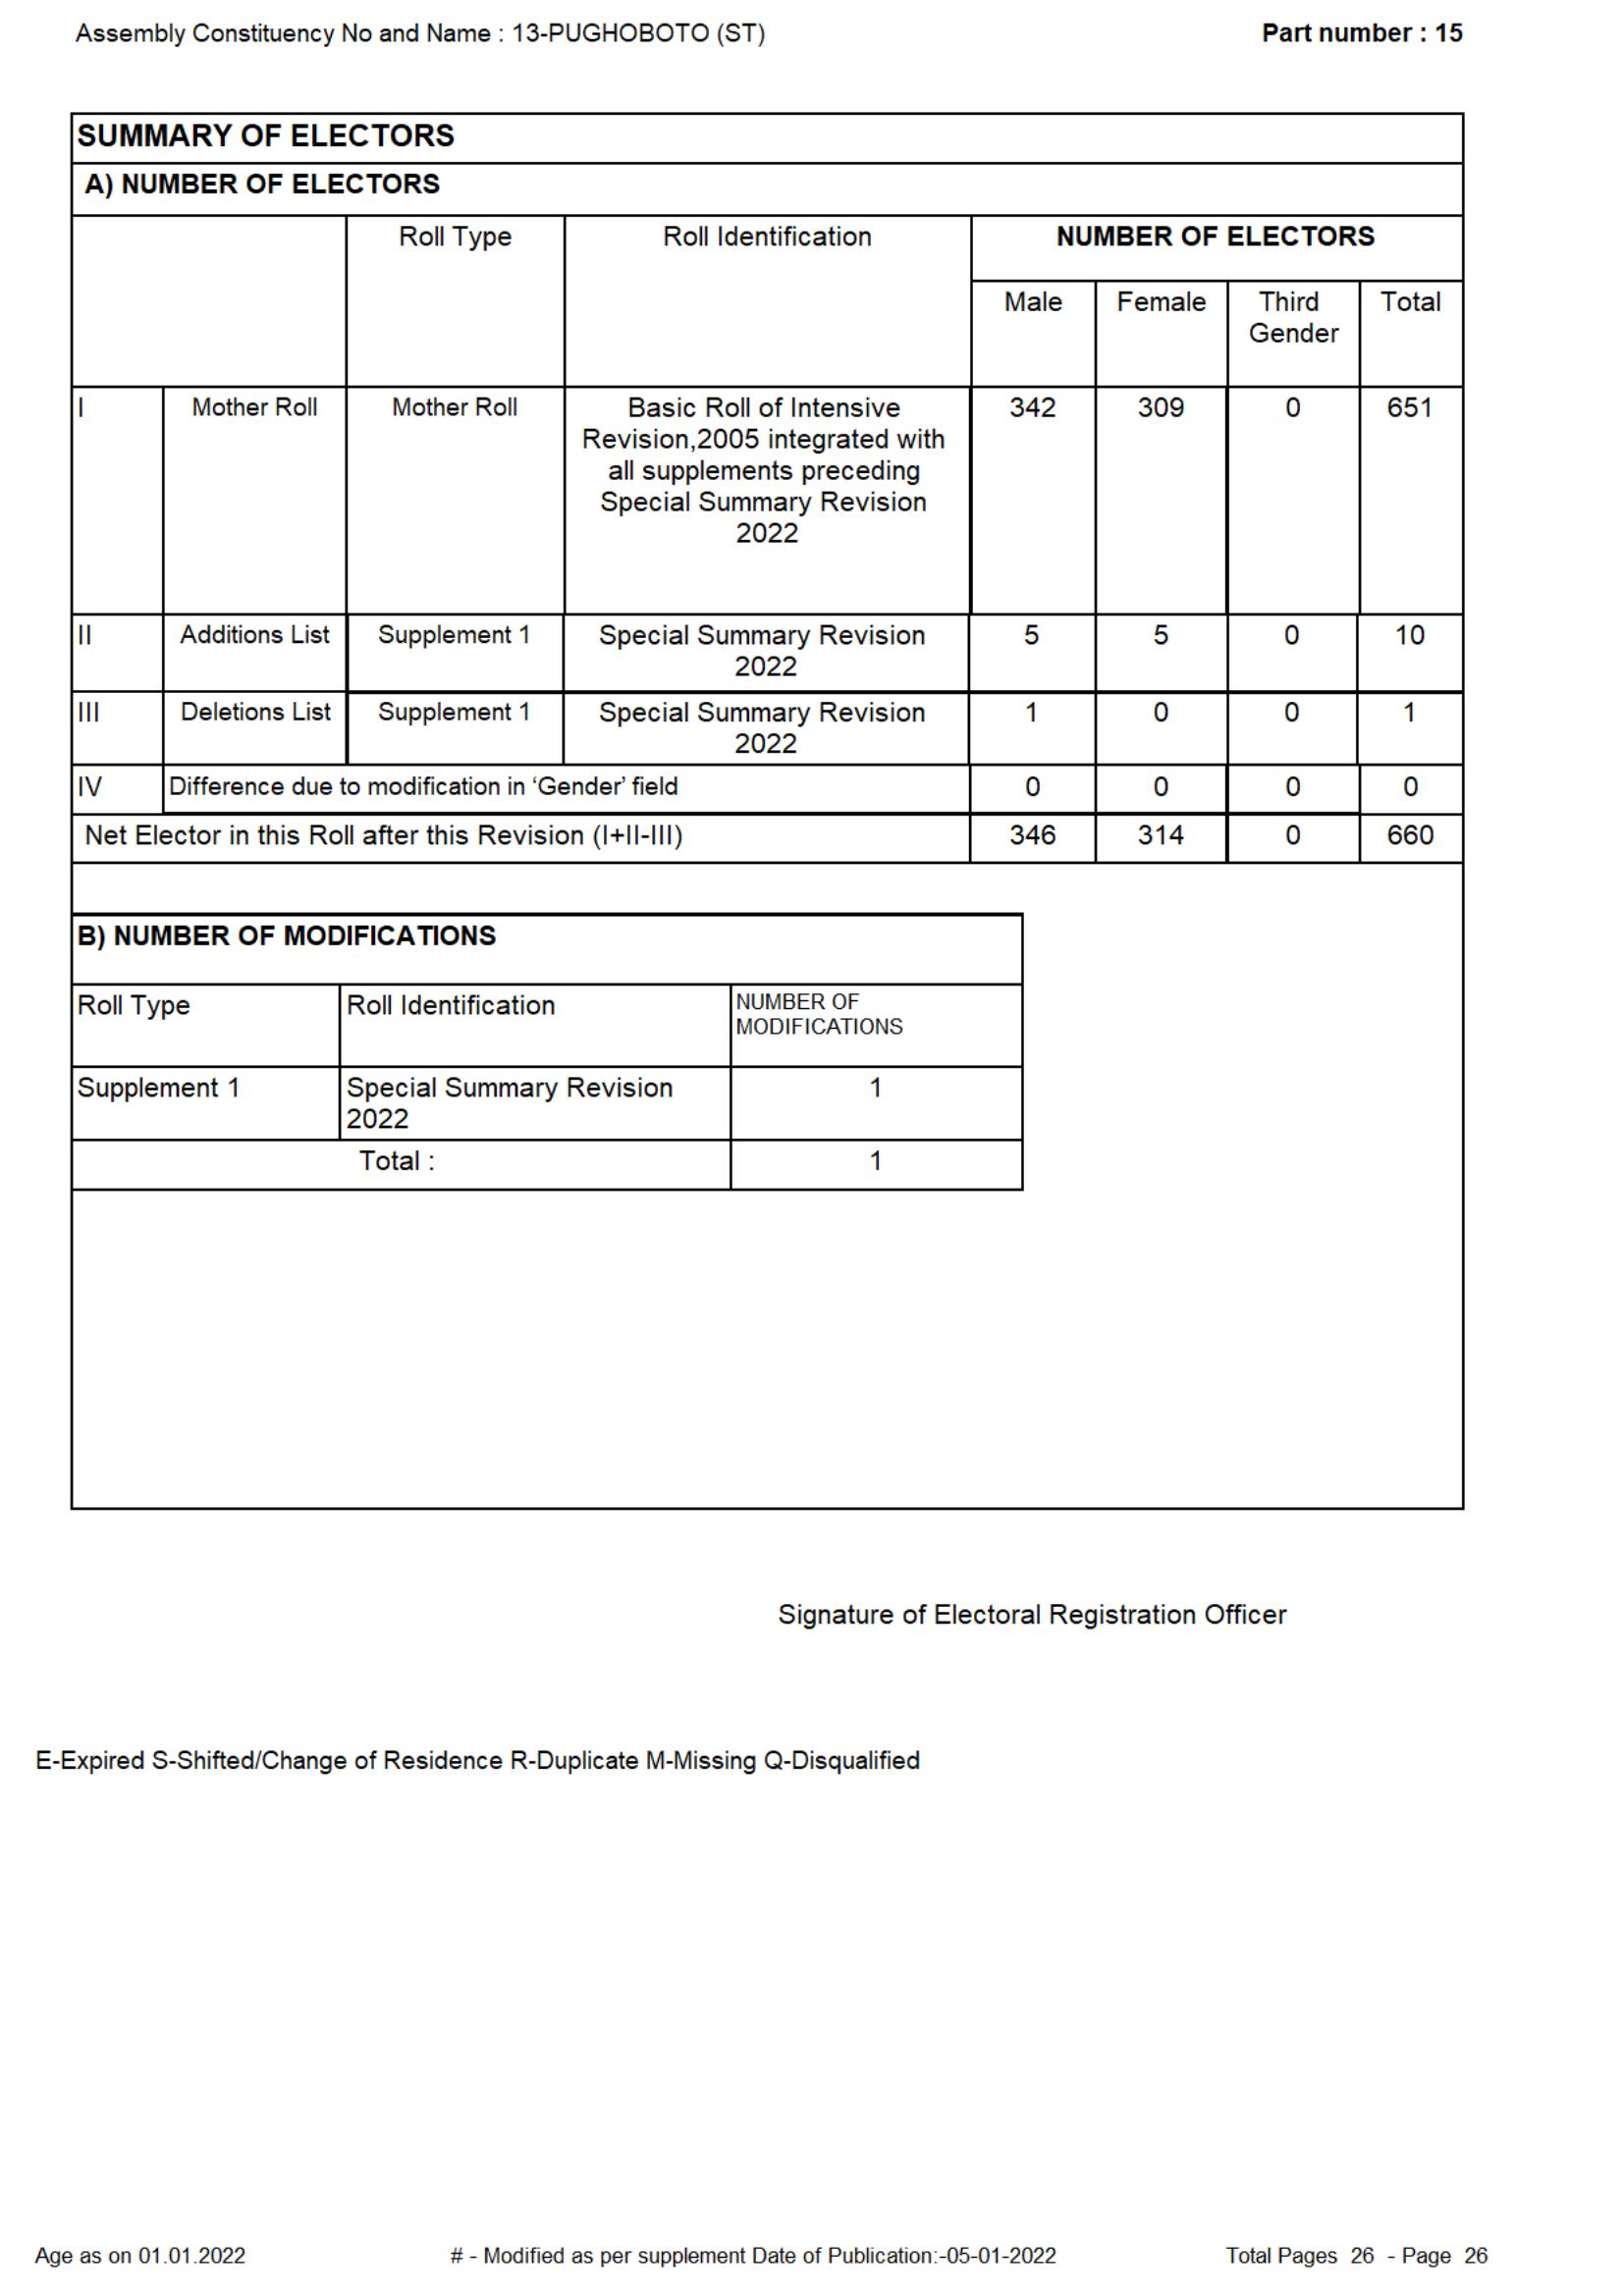 Assembly Constituency No and Name : 13-PUGHOBOTO (ST)
Part number : 15
SUMMARY OF ELECTORS
A) NUMBER OF ELECTORS
Roll Type
Roll Identification
NUMBER OF ELECTORS
Male
Female
Third
Gender
Total
I
Mother Roll
Mother Roll
Basic Roll of Intensive
Revision,2005 integrated with
all supplements preceding
Special Summary Revision
2022
342
309
0
651
II
Additions List
Supplement 1
Special Summary Revision
2022
5
5
0
10
III
Deletions List
Supplement 1
Special Summary Revision
2022
1
0
0
1
IV
Difference due to modification in ‘Gender’ field
0
0
0
0
Net Elector in this Roll after this Revision (I+II-III)
346
314
0
660
B) NUMBER OF MODIFICATIONS
Roll Type
Roll Identification
NUMBER OF
MODIFICATIONS
Supplement 1
Special Summary Revision
2022
1
Total :
1
Signature of Electoral Registration Officer
E-Expired S-Shifted/Change of Residence R-Duplicate M-Missing Q-Disqualified
Age as on 01.01.2022
# - Modified as per supplement Date of Publication:-05-01-2022
Total Pages 26 - Page 26